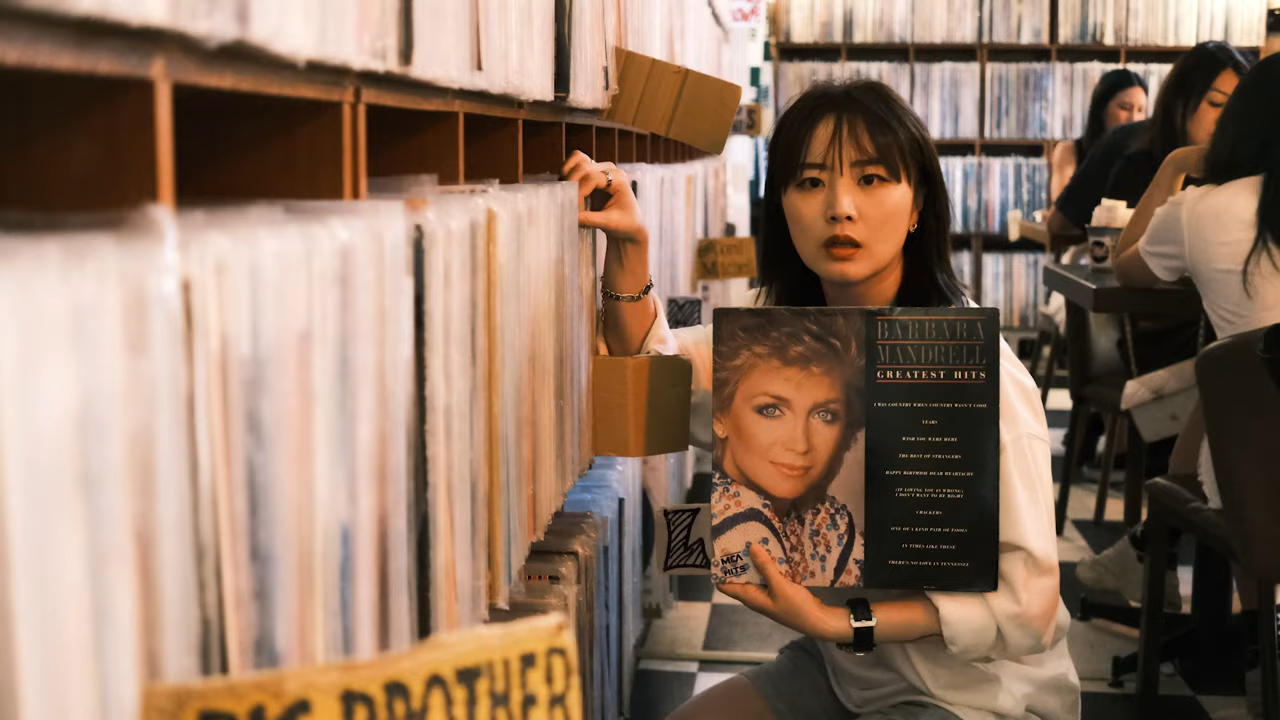 BARBARA
MANDRELL
GREATEST HITS
I WAS COUNTRY WHEN COUNTRY WASN'T COOL
YEARS
WISH YOU WERE HERE
THE BEST OF STRANGERS
HAPPY BIRTHDAY DEAR HEARTACHE
(IF LOVING YOU IS WRONG)
I DON'T WANT TO BE RIGHT
CRACKERS
ONE OF A KIND PAIR OF FOOLS
IN TIMES LIKE THESE
THERE'S NO LOVE IN TENNESSEE
MCA
HITS
L
BIG BROTHER